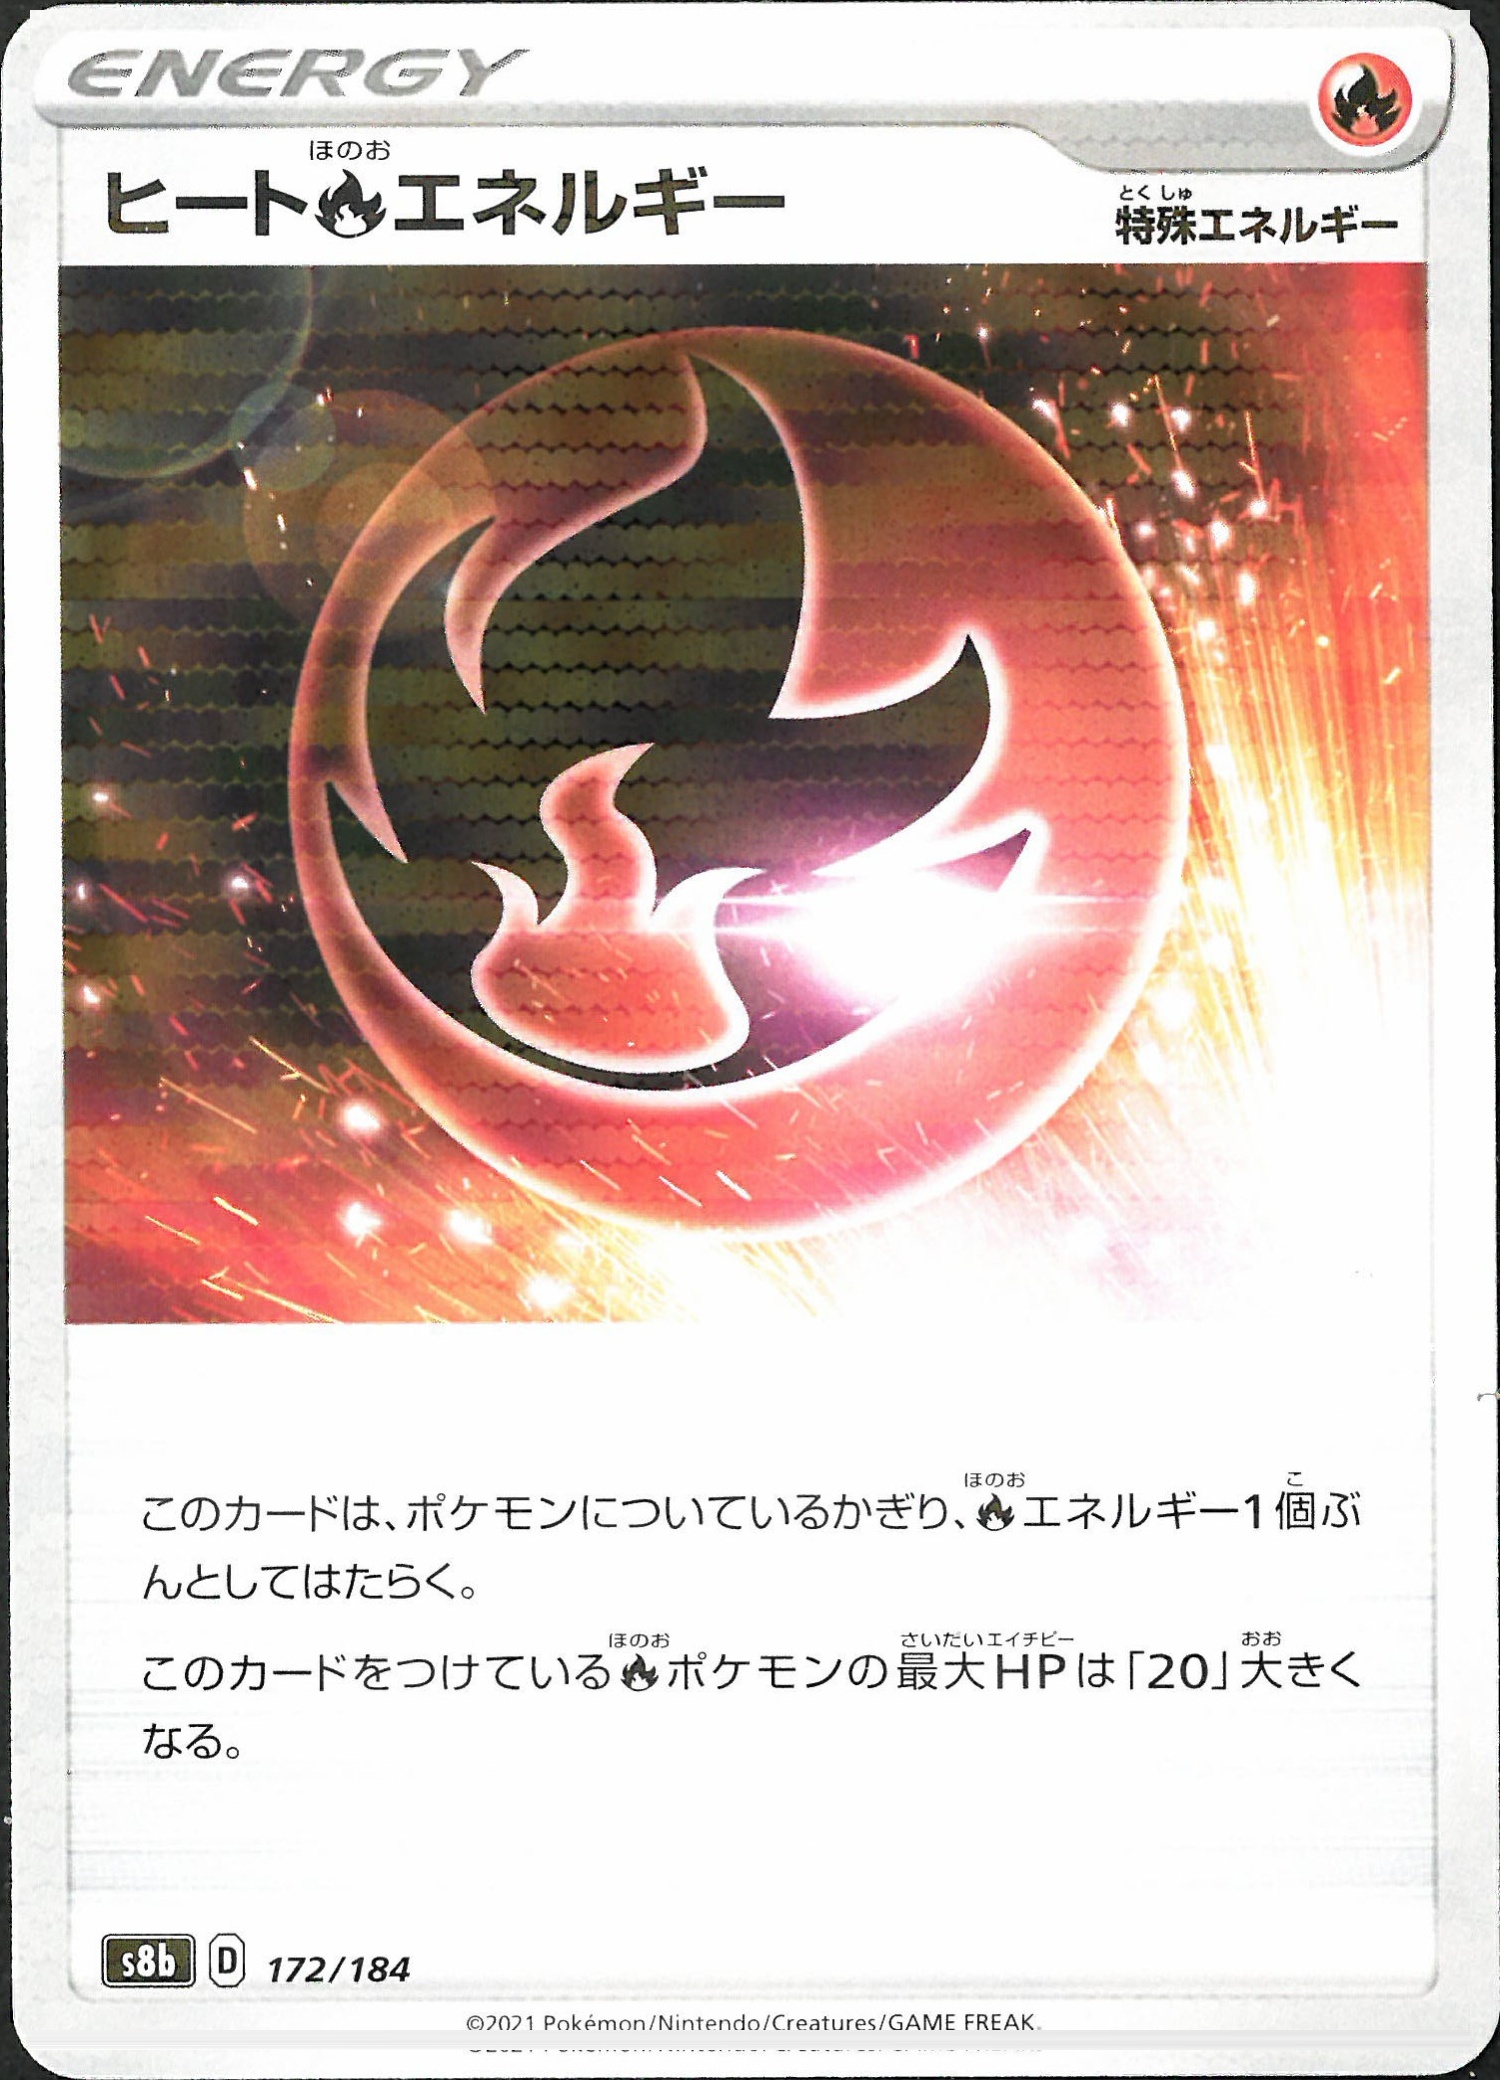 ENERGY
ほのお
ヒート🔥エネルギー
とくしゅ
特殊エネルギー
ほのお こ
このカードは、ポケモンについているかぎり、🔥エネルギー1個ぶ
んとしてはたらく。
ほのお さいだいエイチピー おお
このカードをつけている🔥ポケモンの最大HPは「20」大きく
なる。
s8b D 172/184
©2021 Pokémon/Nintendo/Creatures/GAME FREAK.